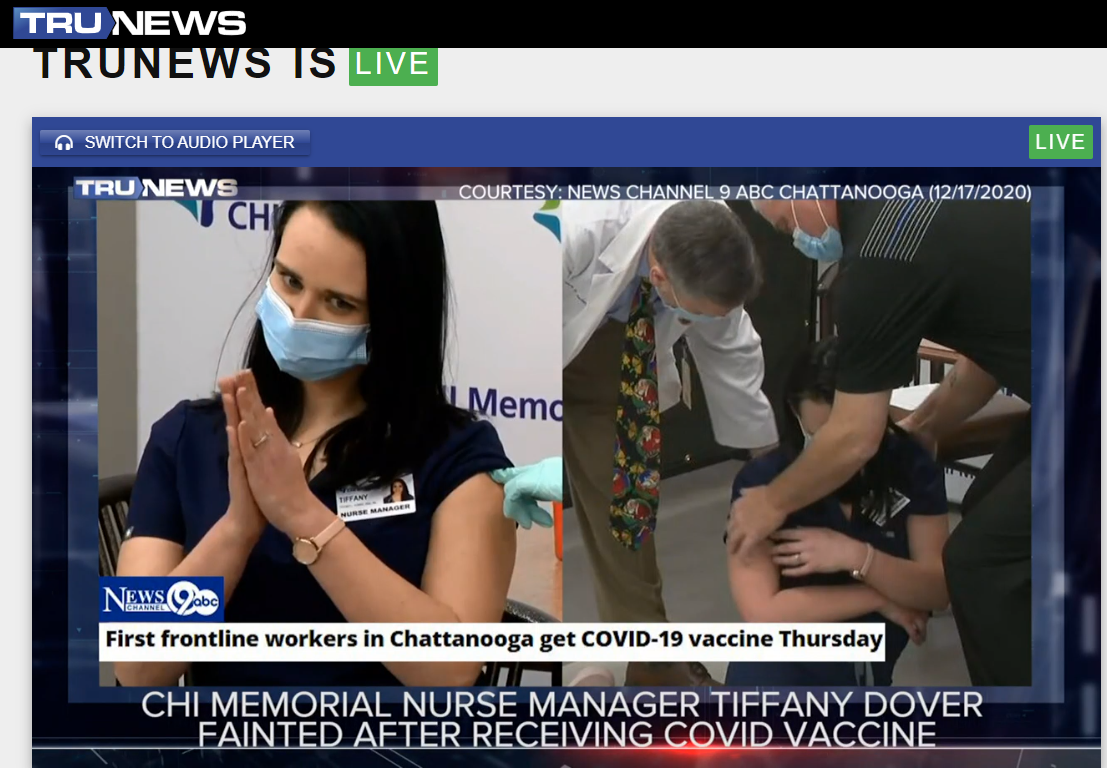 TRUNEWS
TRUNEWS IS LIVE
SWITCH TO AUDIO PLAYER
LIVE
TRUNEWS
COURTESY: NEWS CHANNEL 9 ABC CHATTANOOGA (12/17/2020)
CHI
l Memo
TIFFANY
NURSE MANAGER
NEWS 9 abc
CHANNEL
First frontline workers in Chattanooga get COVID-19 vaccine Thursday
CHI MEMORIAL NURSE MANAGER TIFFANY DOVER
FAINTED AFTER RECEIVING COVID VACCINE